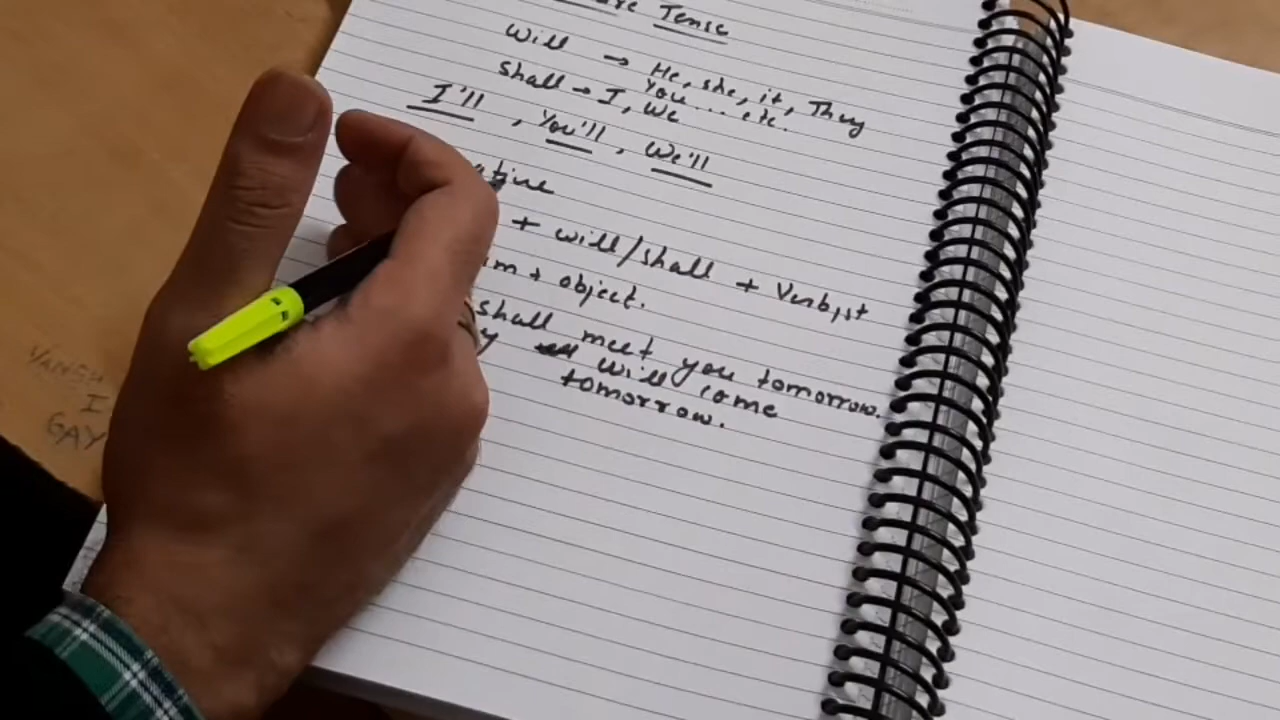 Tense
will → He, she, it, They
You... etc.
shall → I, We
I'll, You'll, We'll
+ will/shall + Verb1st
+ object.
shall meet you tomorrow.
will come
tomorrow.
I
GAY